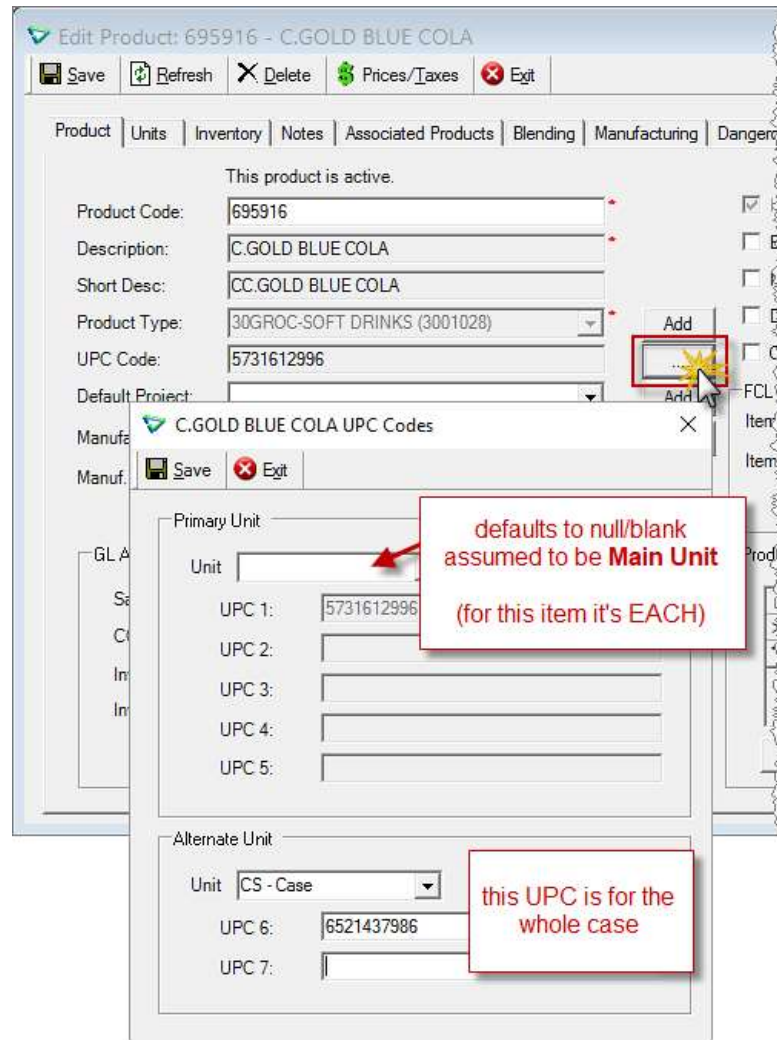 Edit Product: 695916 - C.GOLD BLUE COLA
Save Refresh Delete Prices/Taxes Exit
Product Units Inventory Notes Associated Products Blending Manufacturing
This product is active.
Product Code: 695916 *
Description: C.GOLD BLUE COLA *
Short Desc: CC.GOLD BLUE COLA
Product Type: 30GROC-SOFT DRINKS (3001028) * Add
UPC Code: 5731612996 ...
Default Project: Add
FCL
Manuf.
C.GOLD BLUE COLA UPC Codes
Save Exit
Primary Unit
Unit
UPC 1: 5731612996
UPC 2:
UPC 3:
UPC 4:
UPC 5:
defaults to null/blank
assumed to be Main Unit
(for this item it's EACH)
Alternate Unit
Unit CS - Case
UPC 6: 6521437986
UPC 7:
this UPC is for the
whole case